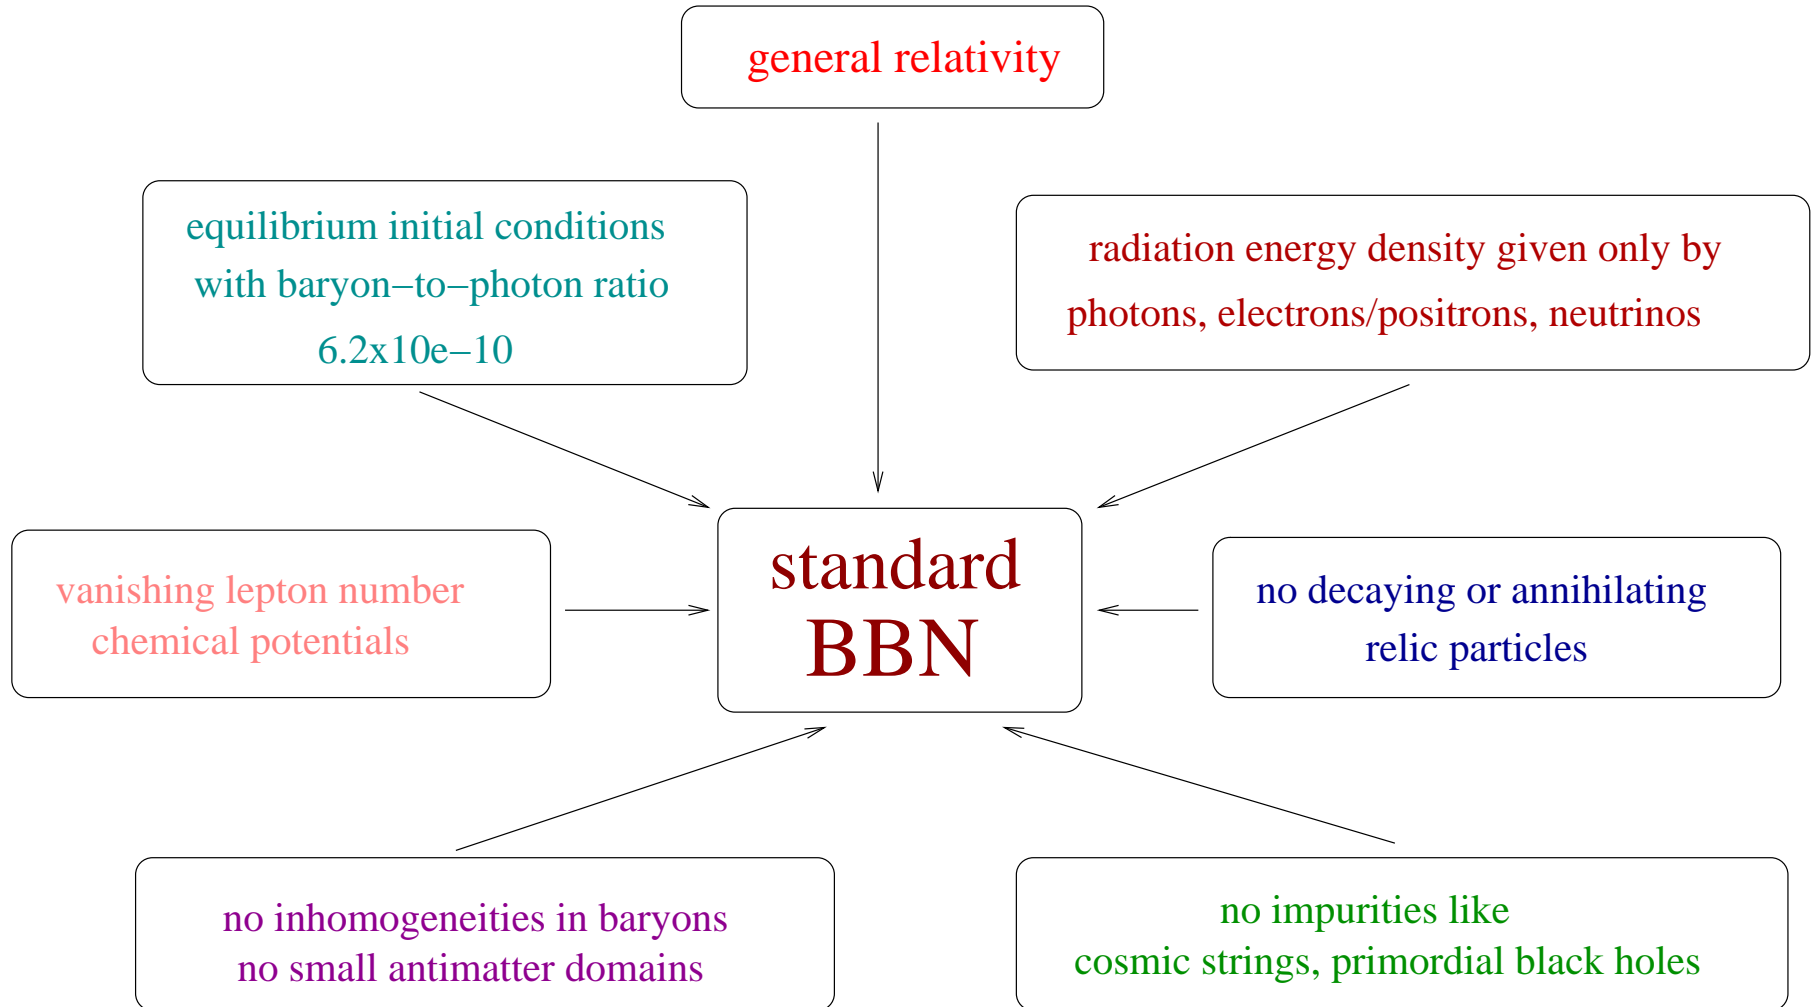 general relativity
equilibrium initial conditions
with baryon−to−photon ratio
6.2x10e−10
radiation energy density given only by
photons, electrons/positrons, neutrinos
vanishing lepton number
chemical potentials
standard
BBN
no decaying or annihilating
relic particles
no inhomogeneities in baryons
no small antimatter domains
no impurities like
cosmic strings, primordial black holes